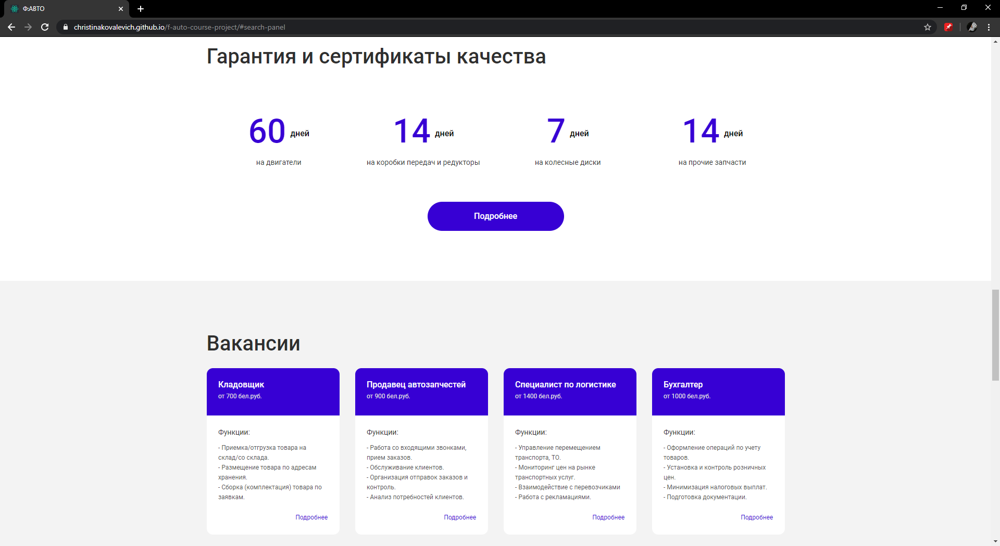 Ф:АВТО
christinakovalevich.github.io/f-auto-course-project/#search-panel
Гарантия и сертификаты качества
60 дней
на двигатели
14 дней
на коробки передач и редукторы
7 дней
на колесные диски
14 дней
на прочие запчасти
Подробнее
Вакансии
Кладовщик
от 700 бел.руб.
Функции:
- Приемка/отгрузка товара на
склад/со склада.
- Размещение товара по адресам
хранения.
- Сборка (комплектация) товара по
заявкам.
Подробнее
Продавец автозапчестей
от 900 бел.руб.
Функции:
- Работа со входящими звонками,
прием заказов.
- Обслуживание клиентов.
- Организация отправок заказов и
контроль.
- Анализ потребностей клиентов.
Подробнее
Специалист по логистике
от 1400 бел.руб.
Функции:
- Управление перемещением
транспорта, ТО.
- Мониторинг цен на рынке
транспортных услуг.
- Взаимодействие с перевозчиками
- Работа с рекламациями.
Подробнее
Бухгалтер
от 1000 бел.руб.
Функции:
- Оформление операций по учету
товаров.
- Установка и контроль розничных
цен.
- Минимизация налоговых выплат.
- Подготовка документации.
Подробнее